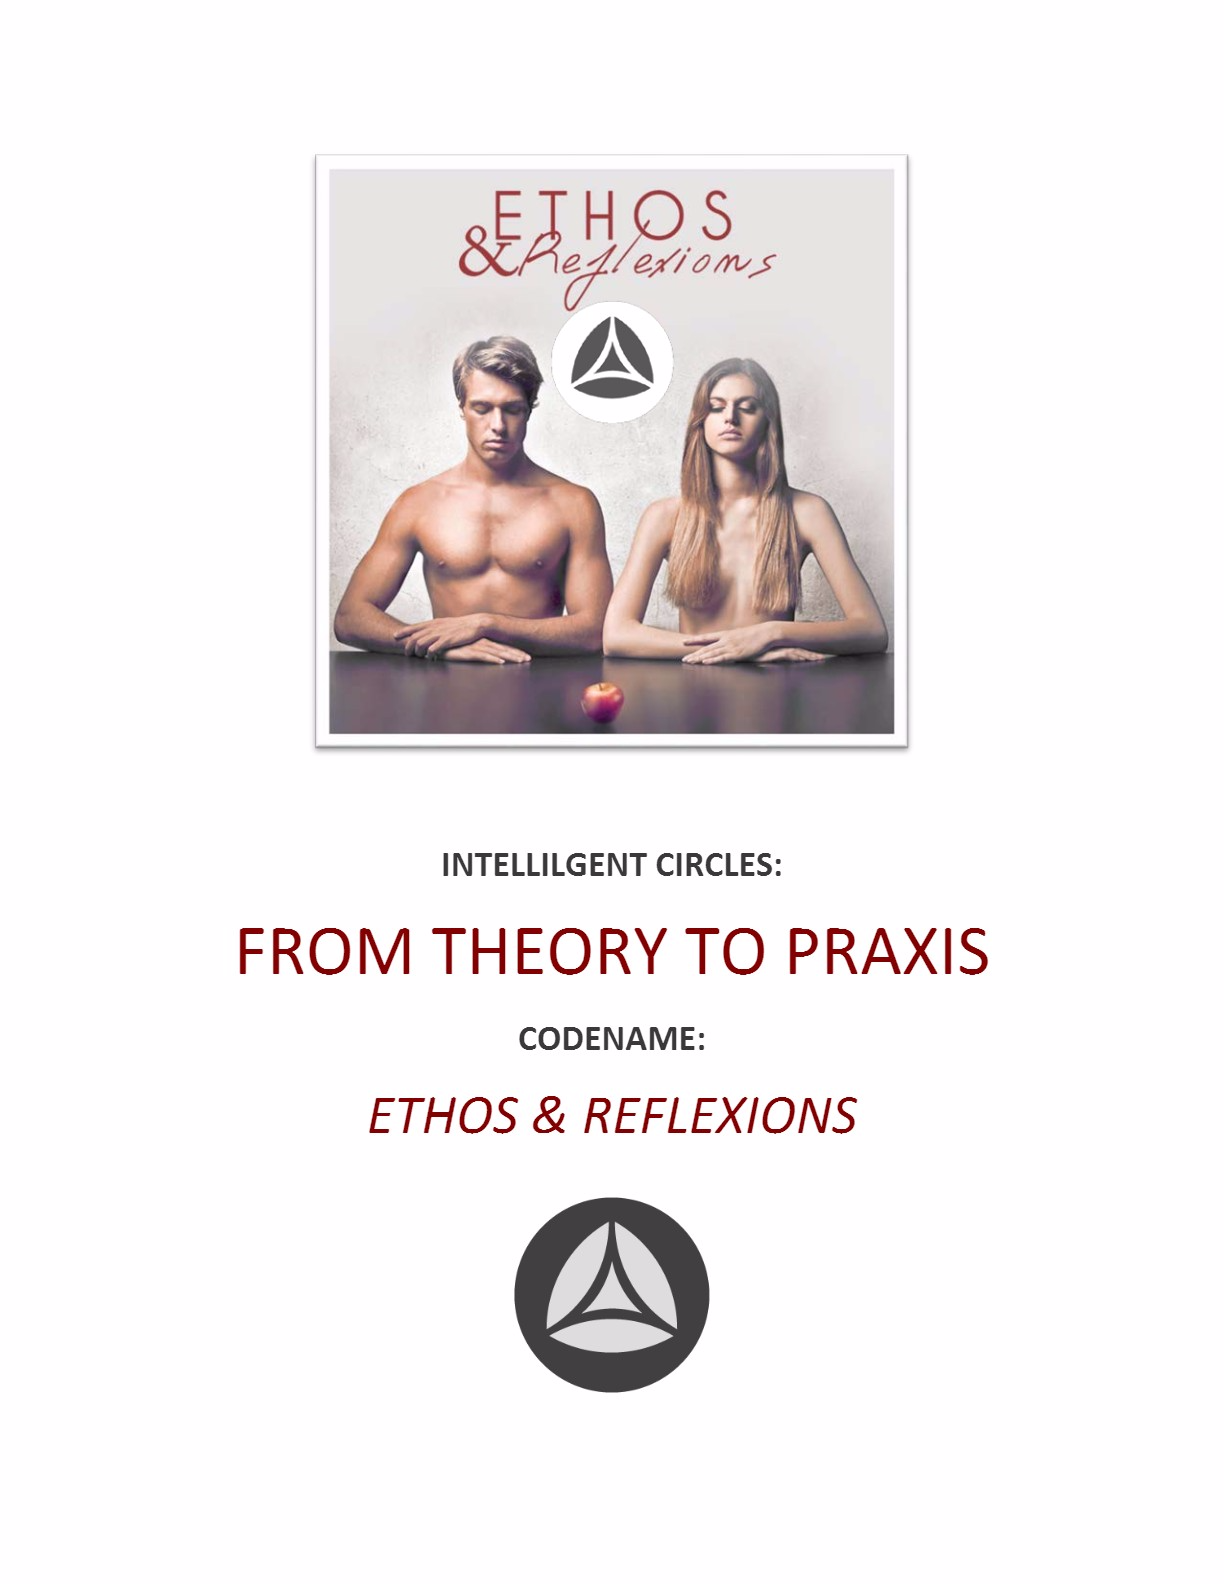 ETHOS
& Reflexions
INTELLILGENT CIRCLES:
FROM THEORY TO PRAXIS
CODENAME:
ETHOS & REFLEXIONS